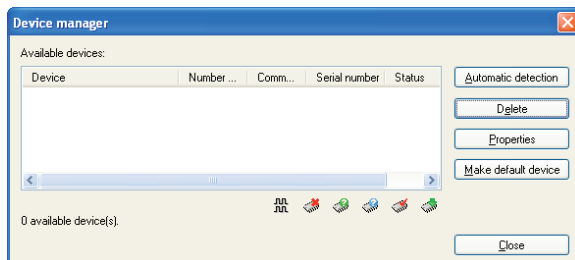 Device manager
Available devices:
Device Number ... Comm... Serial number Status
Automatic detection
Delete
Properties
Make default device
0 available device(s).
Close